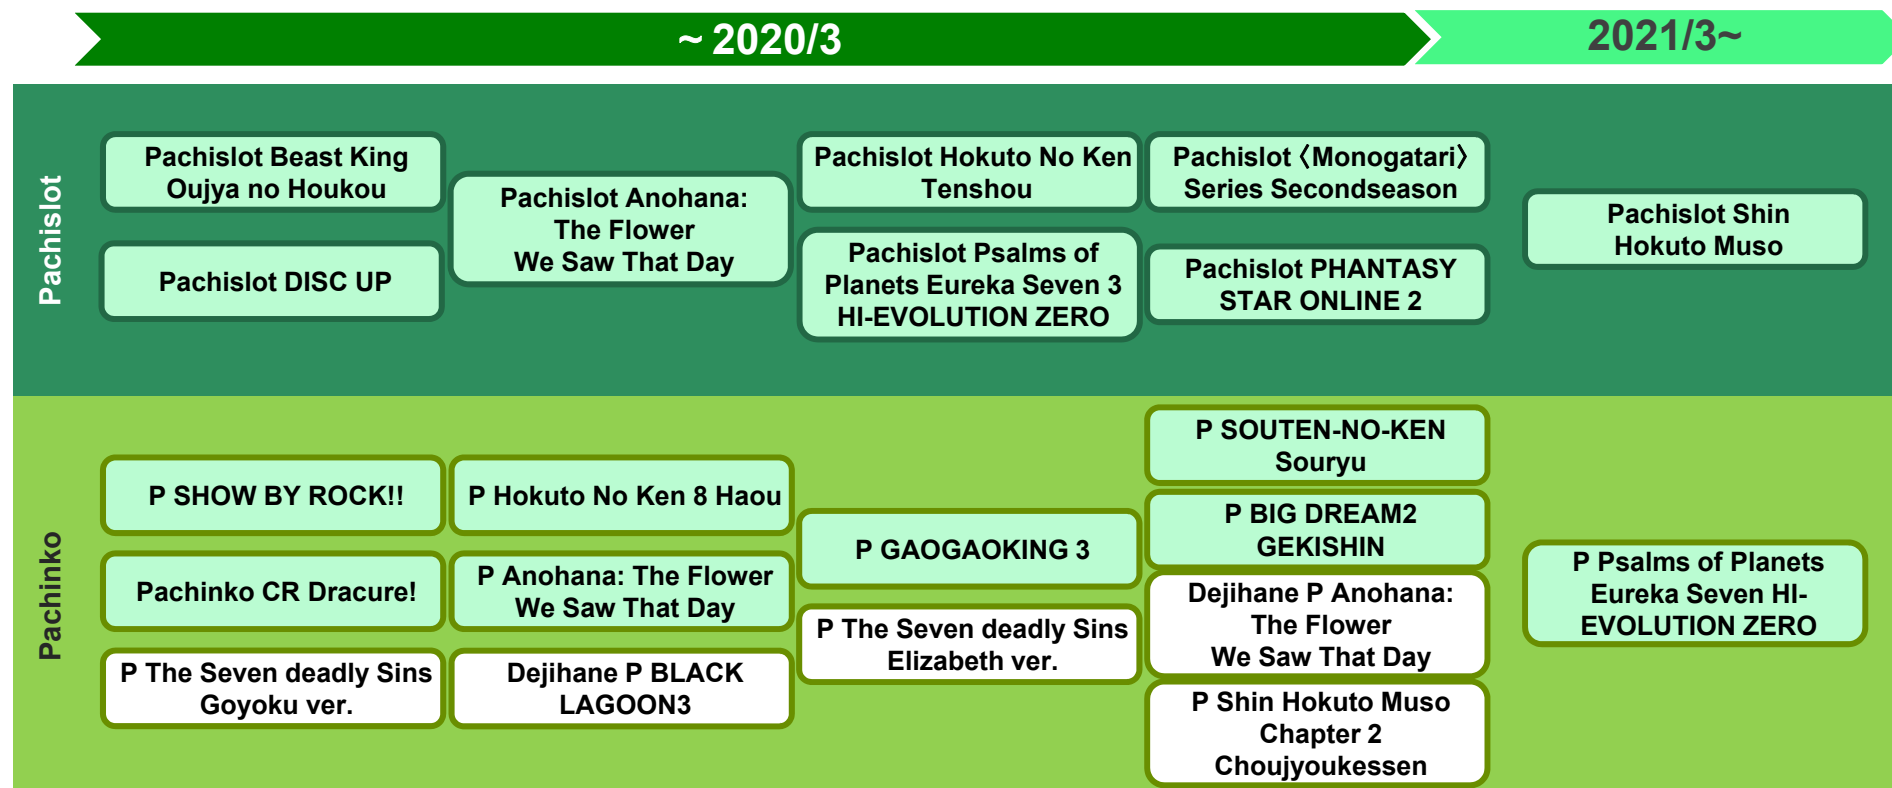 ~ 2020/3
2021/3~
Pachislot
Pachislot Beast King
Oujya no Houkou
Pachislot DISC UP
Pachislot Anohana:
The Flower
We Saw That Day
Pachislot Hokuto No Ken
Tenshou
Pachislot Psalms of
Planets Eureka Seven 3
HI-EVOLUTION ZERO
Pachislot〈Monogatari〉
Series Secondseason
Pachislot PHANTASY
STAR ONLINE 2
Pachislot Shin
Hokuto Muso
Pachinko
P SHOW BY ROCK!!
Pachinko CR Dracure!
P The Seven deadly Sins
Goyoku ver.
P Hokuto No Ken 8 Haou
P Anohana: The Flower
We Saw That Day
Dejihane P BLACK
LAGOON3
P GAOGAOKING 3
P The Seven deadly Sins
Elizabeth ver.
P SOUTEN-NO-KEN
Souryu
P BIG DREAM2
GEKISHIN
Dejihane P Anohana:
The Flower
We Saw That Day
P Shin Hokuto Muso
Chapter 2
Choujyoukessen
P Psalms of Planets
Eureka Seven HI-
EVOLUTION ZERO